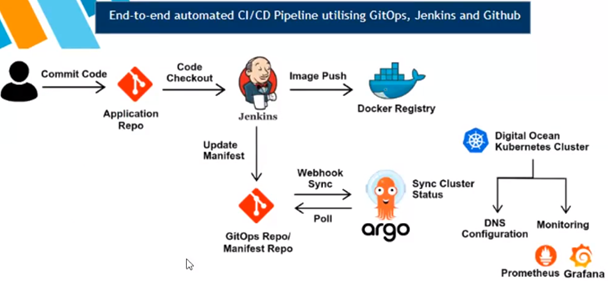 End-to-end automated CI/CD Pipeline utilising GitOps, Jenkins and Github
Commit Code
Code
Checkout
Image Push
Application
Repo
Jenkins
Docker Registry
Update
Manifest
Digital Ocean
Kubernetes Cluster
Webhook
Sync
Sync Cluster
Status
Poll
argo
GitOps Repo/
Manifest Repo
DNS
Configuration
Monitoring
Prometheus
Grafana